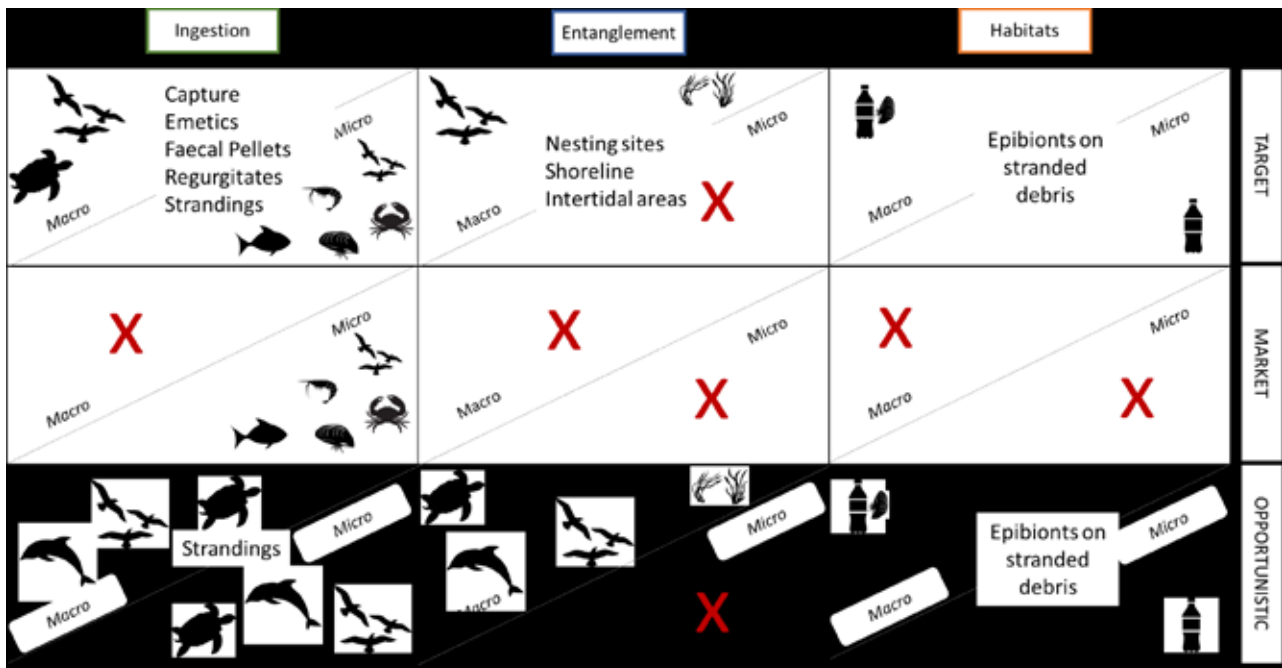 Ingestion
Entanglement
Habitats
Capture
Emetics
Faecal Pellets
Regurgitates
Strandings
Micro
Macro
Nesting sites
Shoreline
Intertidal areas
Micro
Macro
Epibionts on
stranded
debris
Micro
Macro
TARGET
Micro
Macro
Micro
Macro
Micro
Macro
MARKET
X
X
X
X
X
X
Strandings
Micro
Macro
Micro
Macro
X
Epibionts on
stranded
debris
Micro
Macro
OPPORTUNISTIC